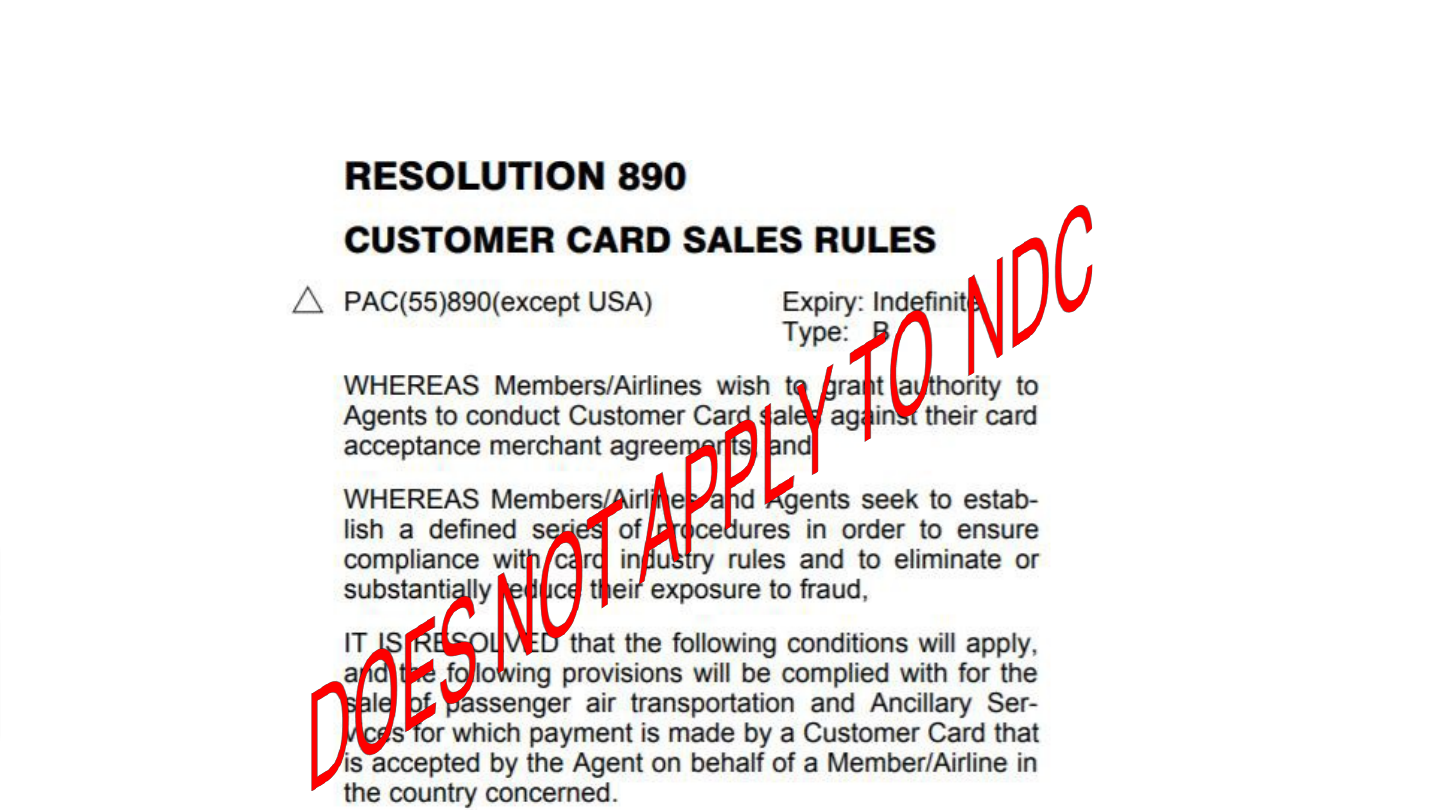 RESOLUTION 890
CUSTOMER CARD SALES RULES
PAC(55)890(except USA)
Expiry: Indefinite
Type: B
WHEREAS Members/Airlines wish to grant authority to
Agents to conduct Customer Card sales against their card
acceptance merchant agreements, and
WHEREAS Members/Airlines and Agents seek to estab-
lish a defined series of procedures in order to ensure
compliance with card industry rules and to eliminate or
substantially reduce their exposure to fraud,
IT IS RESOLVED that the following conditions will apply,
and the following provisions will be complied with for the
sale of passenger air transportation and Ancillary Ser-
vices for which payment is made by a Customer Card that
is accepted by the Agent on behalf of a Member/Airline in
the country concerned.
DOES NOT APPLY TO NDC